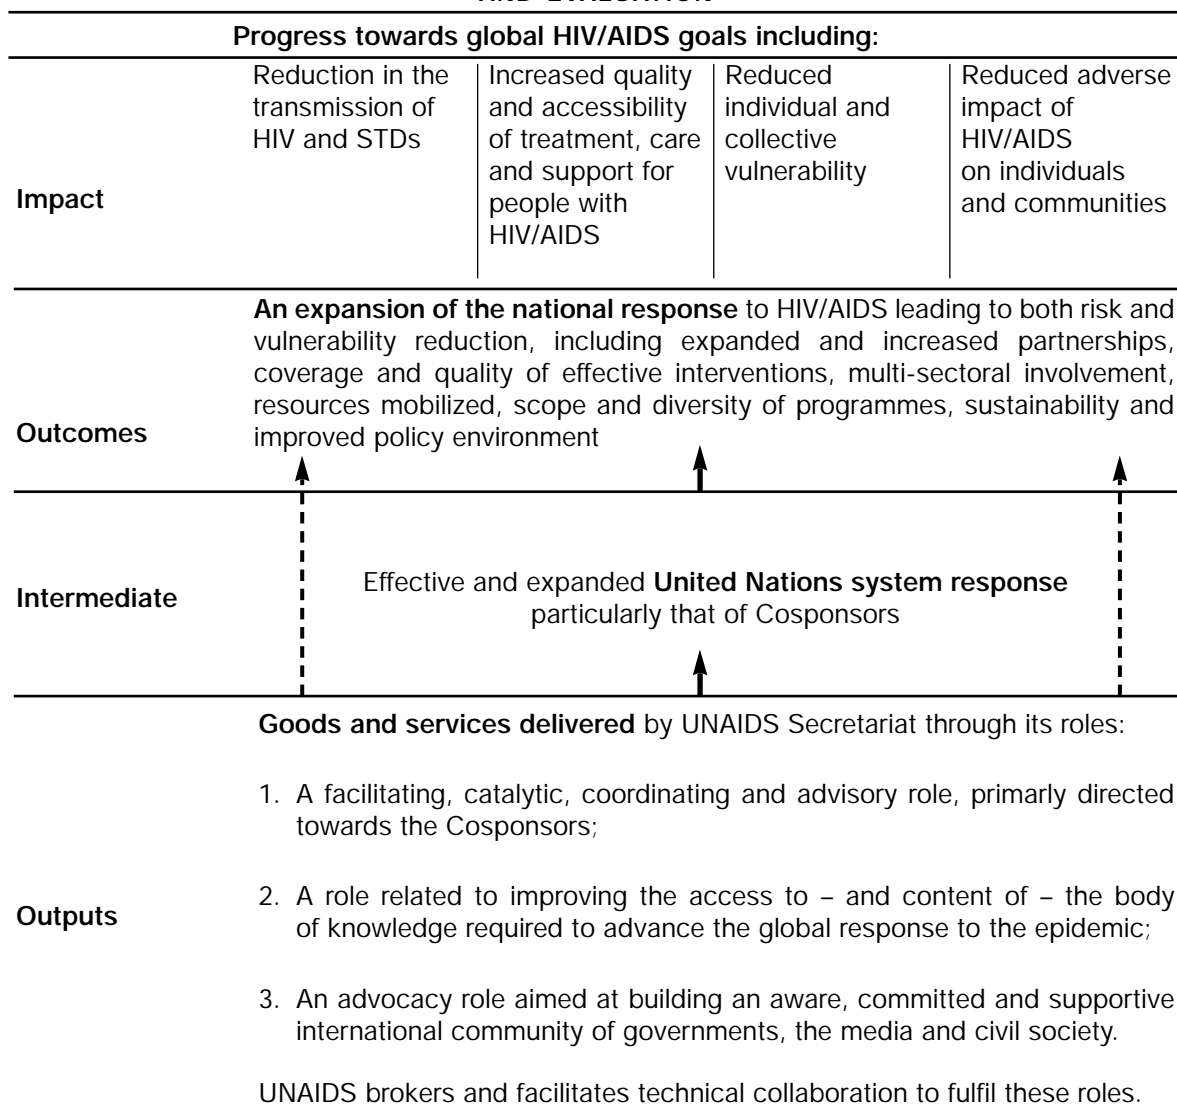 Progress towards global HIV/AIDS goals including:
Impact
Reduction in the
transmission of
HIV and STDs
Increased quality
and accessibility
of treatment, care
and support for
people with
HIV/AIDS
Reduced
individual and
collective
vulnerability
Reduced adverse
impact of
HIV/AIDS
on individuals
and communities
Outcomes
An expansion of the national response to HIV/AIDS leading to both risk and
vulnerability reduction, including expanded and increased partnerships,
coverage and quality of effective interventions, multi-sectoral involvement,
resources mobilized, scope and diversity of programmes, sustainability and
improved policy environment
Intermediate
Effective and expanded United Nations system response
particularly that of Cosponsors
Outputs
Goods and services delivered by UNAIDS Secretariat through its roles:
1. A facilitating, catalytic, coordinating and advisory role, primarly directed
towards the Cosponsors;
2. A role related to improving the access to – and content of – the body
of knowledge required to advance the global response to the epidemic;
3. An advocacy role aimed at building an aware, committed and supportive
international community of governments, the media and civil society.
UNAIDS brokers and facilitates technical collaboration to fulfil these roles.